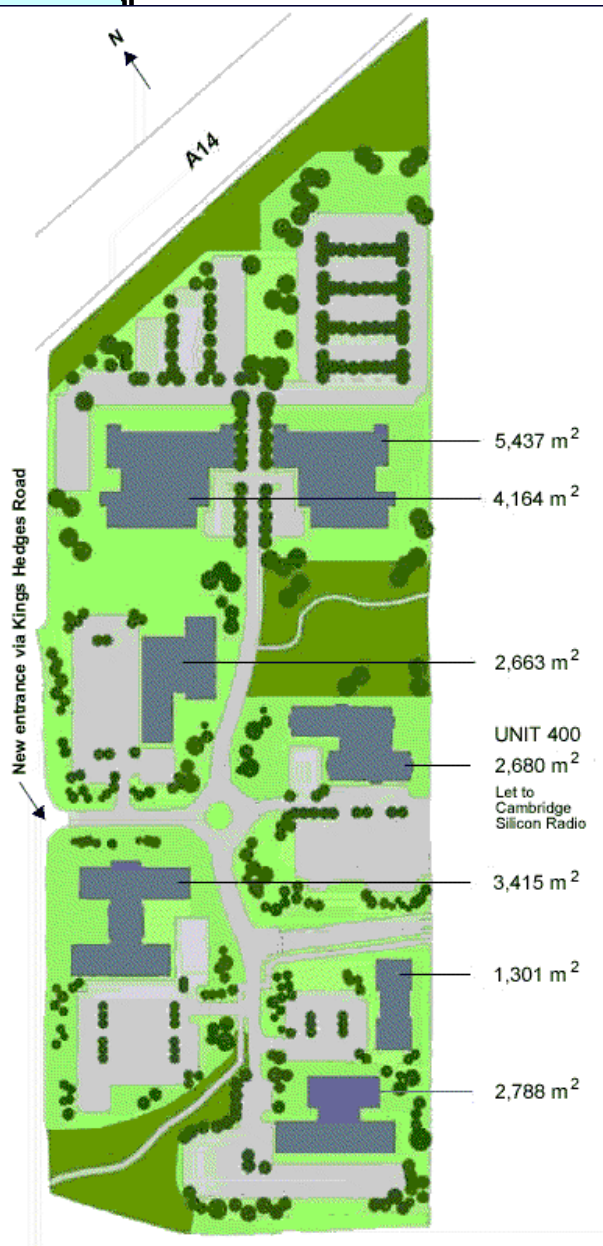 N
A14
5,437 m²
4,164 m²
New entrance via Kings Hedges Road
2,663 m²
UNIT 400
2,680 m²
Let to
Cambridge
Silicon Radio
3,415 m²
1,301 m²
2,788 m²